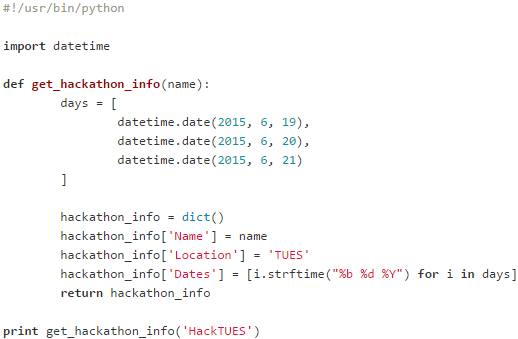 #!/usr/bin/python
import datetime
def get_hackathon_info(name):
        days = [
                datetime.date(2015, 6, 19),
                datetime.date(2015, 6, 20),
                datetime.date(2015, 6, 21)
        ]
        hackathon_info = dict()
        hackathon_info['Name'] = name
        hackathon_info['Location'] = 'TUES'
        hackathon_info['Dates'] = [i.strftime("%b %d %Y") for i in days]
        return hackathon_info
print get_hackathon_info('HackTUES')